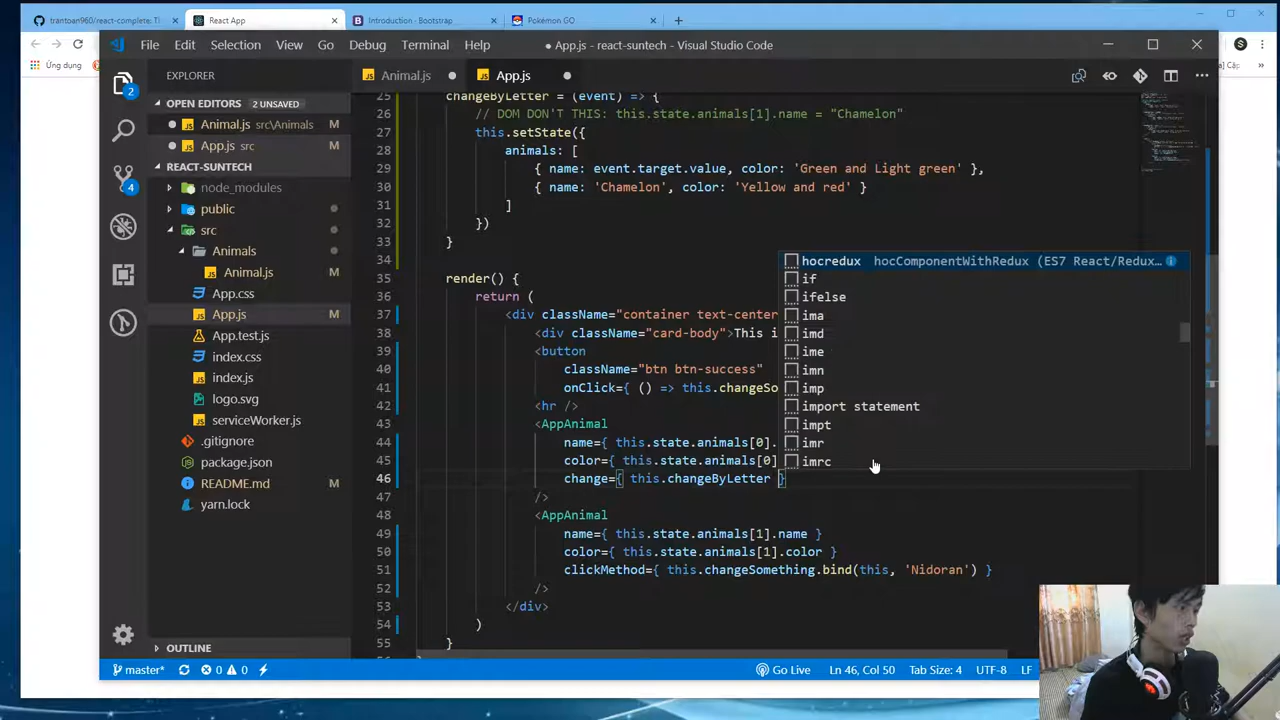 trantoan960/react-complete: Tl
React App
Introduction · Bootstrap
Pokémon GO
Ứng dụng
File Edit Selection View Go Debug Terminal Help
● App.js - react-suntech - Visual Studio Code
EXPLORER
Animal.js
App.js
OPEN EDITORS 2 UNSAVED
Animal.js src\Animals M
App.js src M
REACT-SUNTECH
node_modules
public
src
Animals
Animal.js
App.css
App.js M
App.test.js
index.css
index.js
logo.svg
serviceWorker.js
.gitignore
package.json
README.md
yarn.lock
OUTLINE
2
4
25 changeByLetter = (event) => {
26 // DOM DON'T THIS: this.state.animals[1].name = "Chamelon"
27 this.setState({
28 animals: [
29 { name: event.target.value, color: 'Green and Light green' },
30 { name: 'Chamelon', color: 'Yellow and red' }
31 ]
32 })
33 }
34
35 render() {
36 return (
37 <div className="container text-center
38 <div className="card-body">This i
39 <button
40 className="btn btn-success"
41 onClick={ () => this.changeSo
42 <hr />
43 <AppAnimal
44 name={ this.state.animals[0].
45 color={ this.state.animals[0]
46 change={ this.changeByLetter }
47 />
48 <AppAnimal
49 name={ this.state.animals[1].name }
50 color={ this.state.animals[1].color }
51 clickMethod={ this.changeSomething.bind(this, 'Nidoran') }
52 />
53 </div>
54 )
55 }
hocredux hocComponentWithRedux (ES7 React/Redux…
if
ifelse
ima
imd
ime
imn
imp
import statement
impt
imr
imrc
master* 0 0 Go Live Ln 46, Col 50 Tab Size: 4 UTF-8 LF